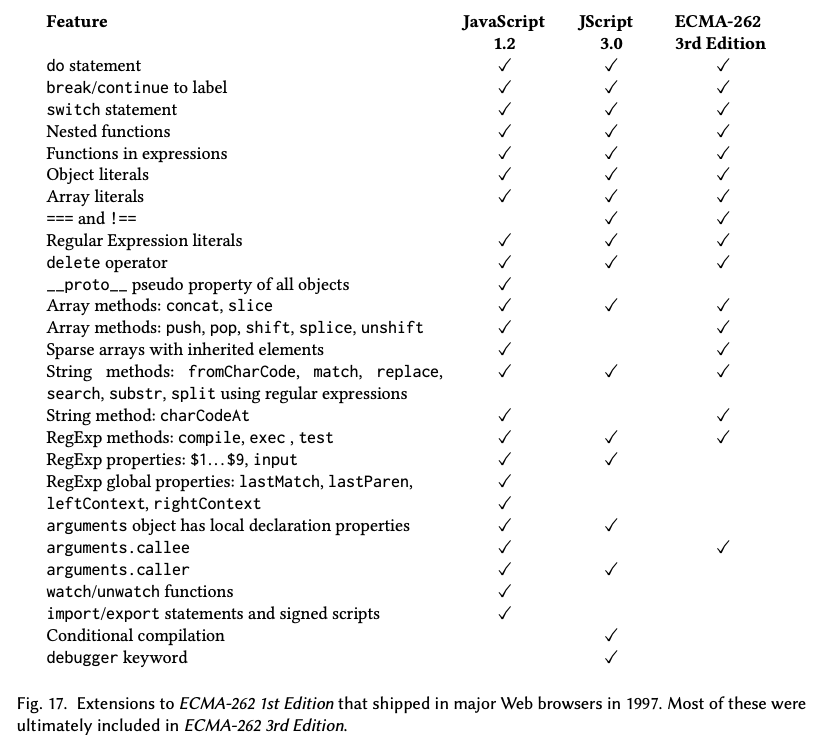 Feature JavaScript JScript ECMA-262
1.2 3.0 3rd Edition
do statement ✓ ✓ ✓
break/continue to label ✓ ✓ ✓
switch statement ✓ ✓ ✓
Nested functions ✓ ✓ ✓
Functions in expressions ✓ ✓ ✓
Object literals ✓ ✓ ✓
Array literals ✓ ✓ ✓
=== and !== ✓ ✓
Regular Expression literals ✓ ✓ ✓
delete operator ✓ ✓ ✓
__proto__ pseudo property of all objects ✓
Array methods: concat, slice ✓ ✓ ✓
Array methods: push, pop, shift, splice, unshift ✓ ✓
Sparse arrays with inherited elements ✓ ✓
String methods: fromCharCode, match, replace, ✓ ✓ ✓
search, substr, split using regular expressions
String method: charCodeAt ✓ ✓
RegExp methods: compile, exec , test ✓ ✓ ✓
RegExp properties: $1...$9, input ✓ ✓
RegExp global properties: lastMatch, lastParen, ✓
leftContext, rightContext ✓
arguments object has local declaration properties ✓ ✓
arguments.callee ✓ ✓
arguments.caller ✓ ✓
watch/unwatch functions ✓
import/export statements and signed scripts ✓
Conditional compilation ✓
debugger keyword ✓
Fig. 17. Extensions to ECMA-262 1st Edition that shipped in major Web browsers in 1997. Most of these were
ultimately included in ECMA-262 3rd Edition.